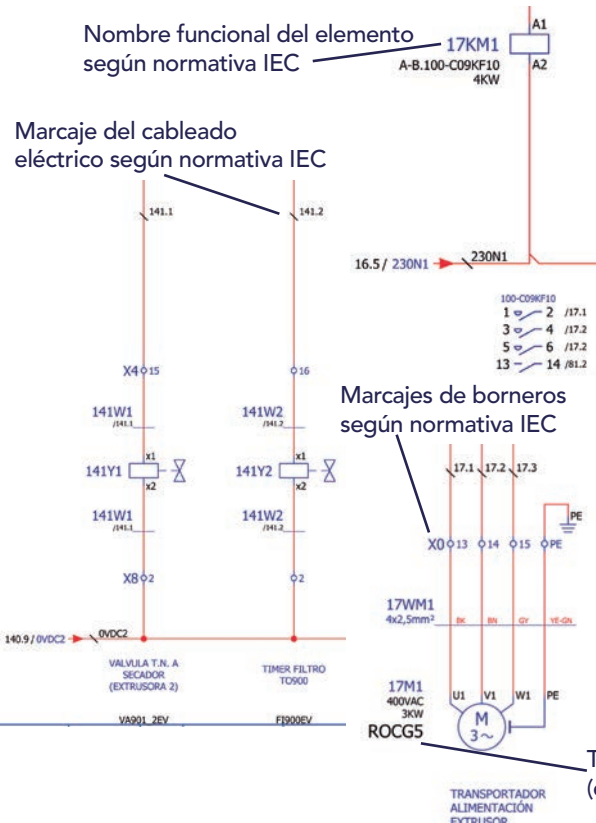 Nombre funcional del elemento
según normativa IEC
17KM1
A-B.100-C09KF10
4KW
A1
A2
Marcaje del cableado
eléctrico según normativa IEC
141.1
141.2
16.5 / 230N1
230N1
100-C09KF10
1 2 /17.1
3 4 /17.2
5 6 /17.2
13 14 /81.2
X4 15
16
141W1
/141.1
141W2
/141.2
141Y1
x1
x2
141Y2
x1
x2
141W1
/141.1
141W2
/141.2
X8 2
2
140.9 / 0VDC2
0VDC2
VALVULA T.N. A
SECADOR
(EXTRUSORA 2)
TIMER FILTRO
TO900
VA901_2EV
FI900EV
Marcajes de borneros
según normativa IEC
17.1 17.2 17.3
PE
X0 13 14 15 PE
17WM1
4x2,5mm²
BK BN GY YE-GN
17M1
400VAC
3KW
ROCG5
U1 V1 W1 PE
M
3~
T
(
TRANSPORTADOR
ALIMENTACIÓN
EXTRUSOR